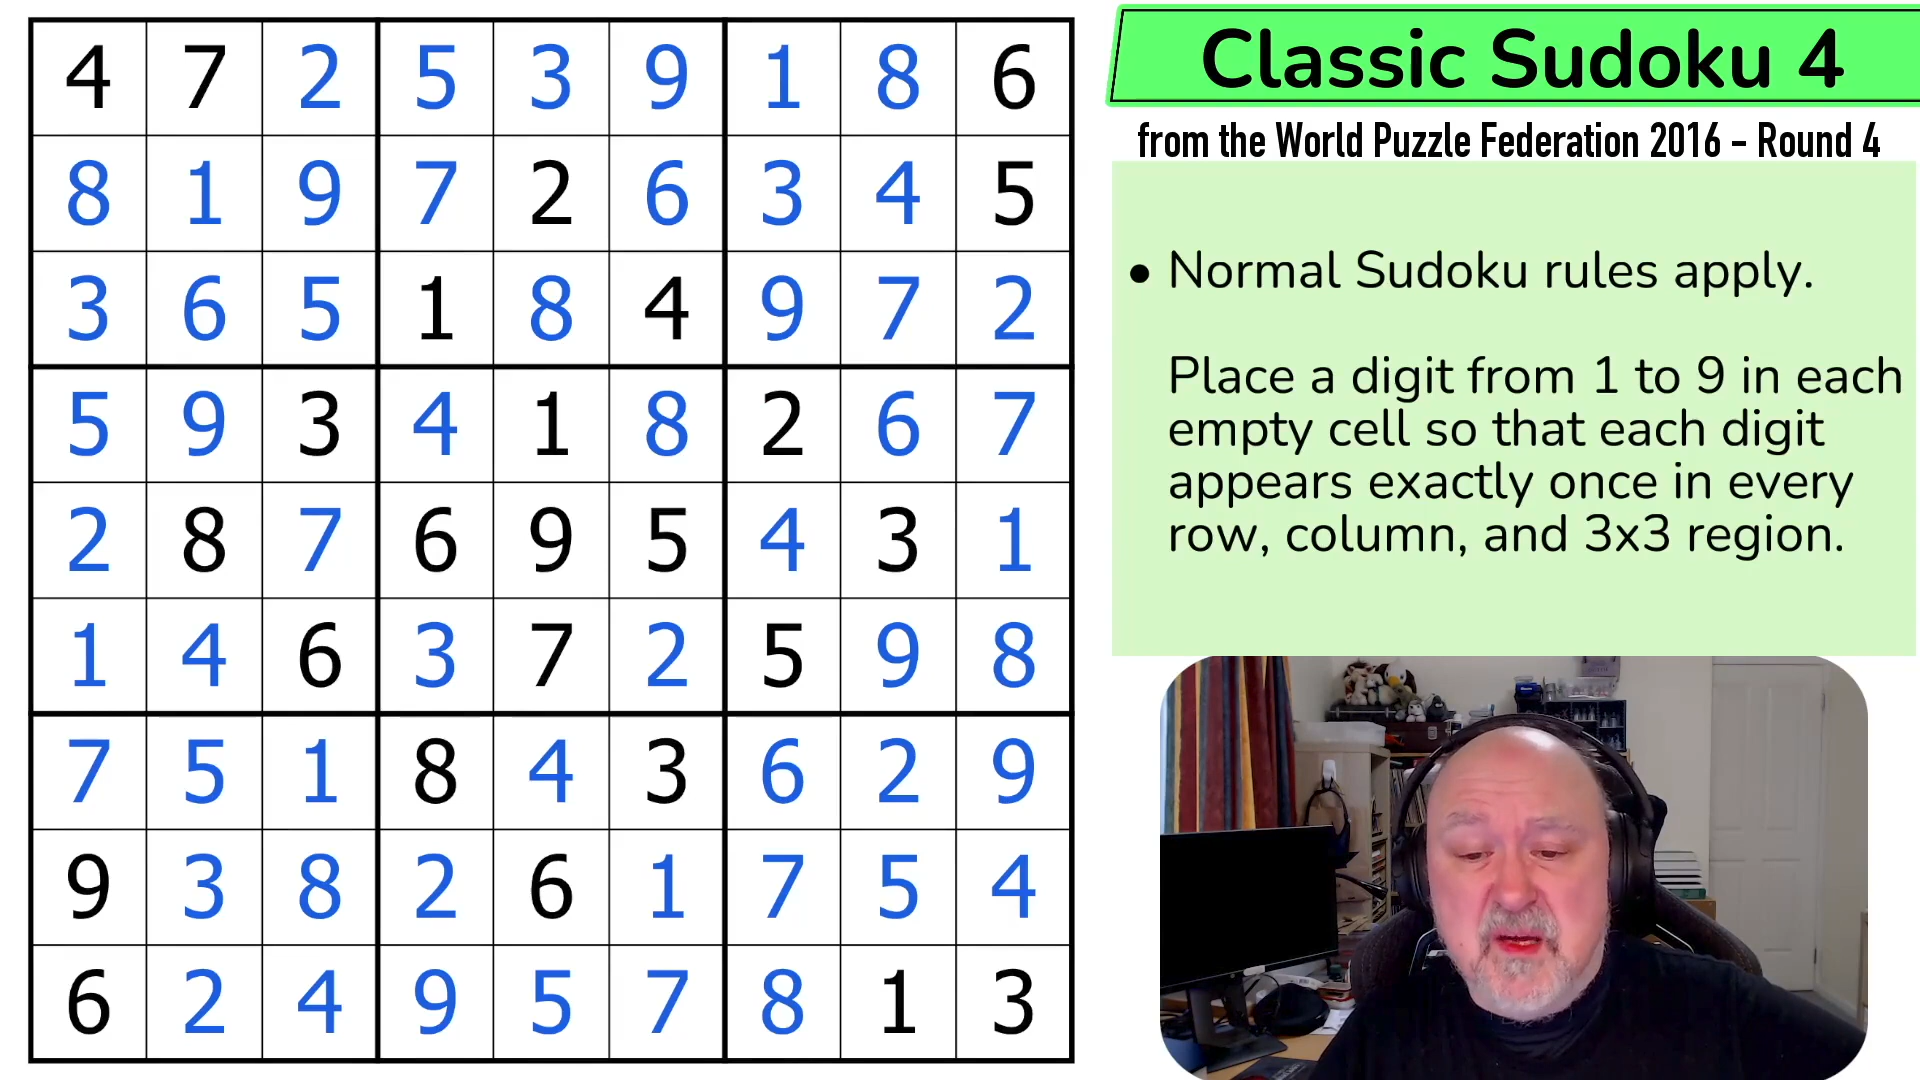 4 7 2 5 3 9 1 8 6
8 1 9 7 2 6 3 4 5
3 6 5 1 8 4 9 7 2
5 9 3 4 1 8 2 6 7
2 8 7 6 9 5 4 3 1
1 4 6 3 7 2 5 9 8
7 5 1 8 4 3 6 2 9
9 3 8 2 6 1 7 5 4
6 2 4 9 5 7 8 1 3
Classic Sudoku 4
from the World Puzzle Federation 2016 - Round 4
• Normal Sudoku rules apply.
Place a digit from 1 to 9 in each
empty cell so that each digit
appears exactly once in every
row, column, and 3x3 region.